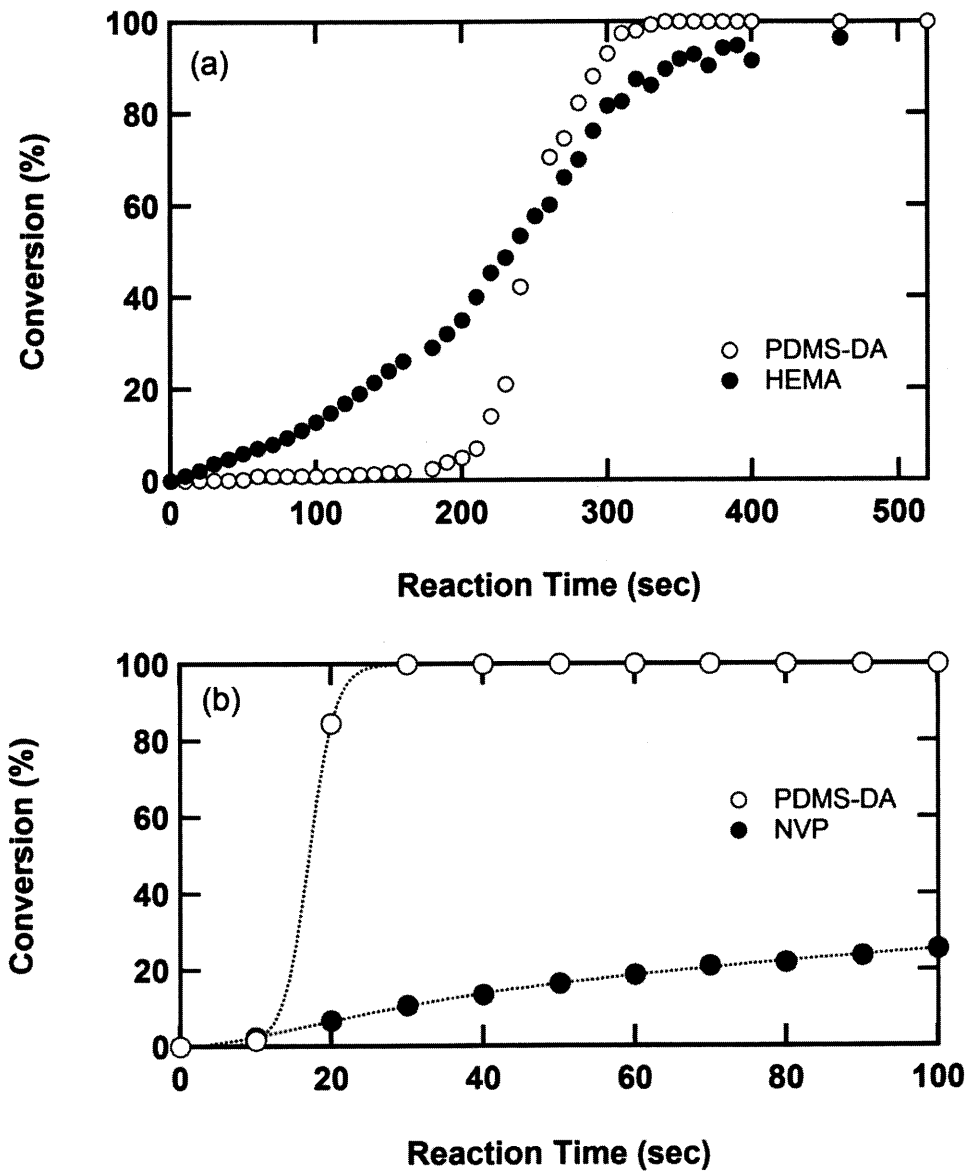 (a)
100
80
60
40
20
0
Conversion (%)
PDMS-DA
HEMA
0 100 200 300 400 500
Reaction Time (sec)
(b)
100
80
60
40
20
0
Conversion (%)
PDMS-DA
NVP
0 20 40 60 80 100
Reaction Time (sec)